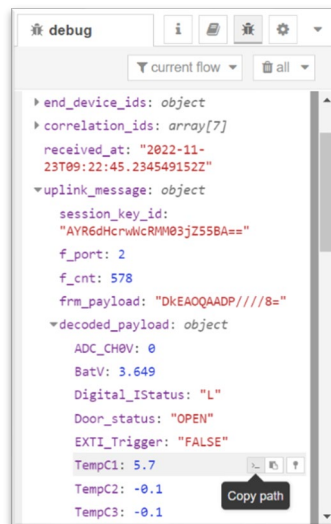 debug
current flow
all
end_device_ids: object
correlation_ids: array[7]
received_at: "2022-11-
23T09:22:45.234549152Z"
uplink_message: object
session_key_id:
"AYR6dHcrwWcRMM03jZ55BA=="
f_port: 2
f_cnt: 578
frm_payload: "DkEAOQAADP////8="
decoded_payload: object
ADC_CH0V: 0
BatV: 3.649
Digital_IStatus: "L"
Door_status: "OPEN"
EXTI_Trigger: "FALSE"
TempC1: 5.7
TempC2: -0.1
Copy path
TempC3: -0.1